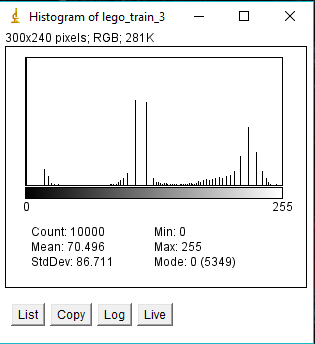 Histogram of lego_train_3
300x240 pixels; RGB; 281K
0 255
Count: 10000 Min: 0
Mean: 70.496 Max: 255
StdDev: 86.711 Mode: 0 (5349)
List Copy Log Live